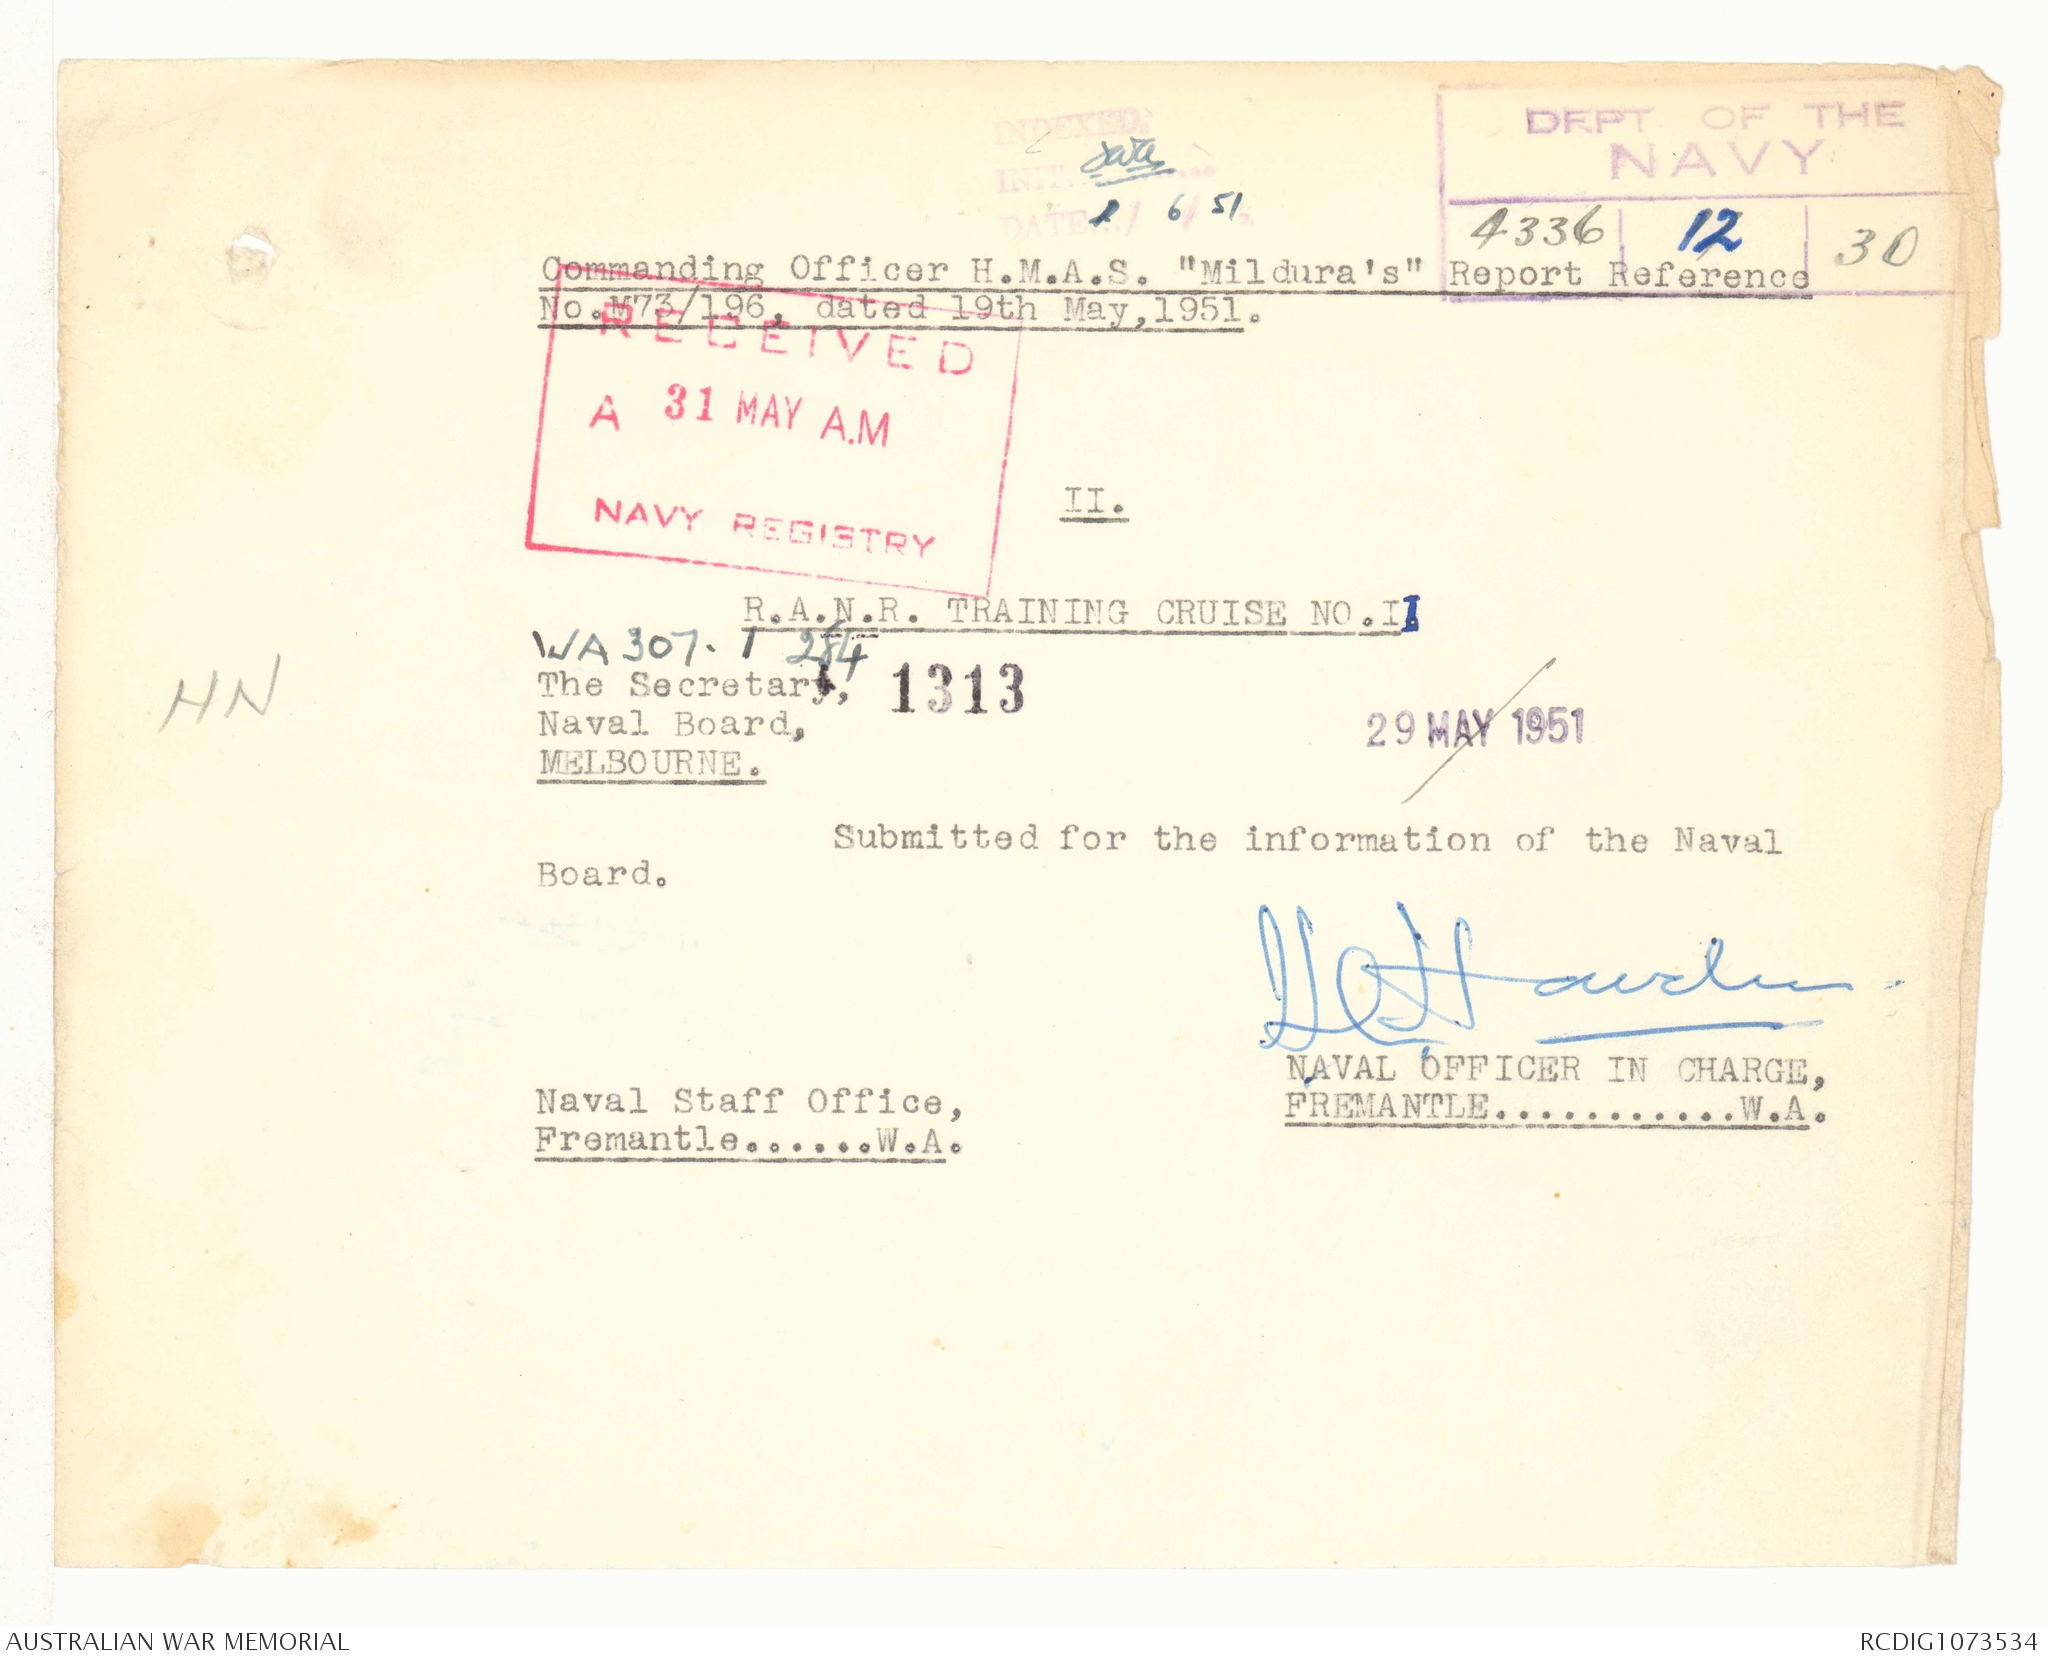 DEPT OF THE
NAVY
4336 12 30
INDEXED.
INIT.
DATE 6 51
Commanding Officer H.M.A.S. "Mildura's" Report Reference
No.M73/196, dated 19th May,1951.
RECEIVED
A 31 MAY A.M
NAVY REGISTRY
II.
R.A.N.R. TRAINING CRUISE NO.II
WA 307. 1 284
HN
The Secretary, 1313
Naval Board,
MELBOURNE.
29 MAY 1951
Submitted for the information of the Naval
Board.
NAVAL OFFICER IN CHARGE,
FREMANTLE...........W.A.
Naval Staff Office,
Fremantle......W.A.
AUSTRALIAN WAR MEMORIAL
RCDIG1073534